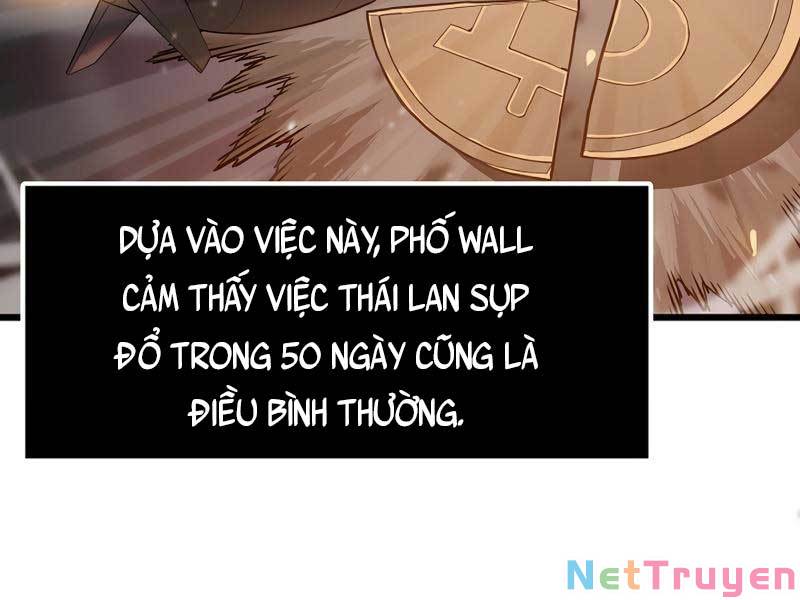 DỰA VÀO VIỆC NÀY, PHỐ WALL
CẢM THẤY VIỆC THÁI LAN SỤP
ĐỔ TRONG 50 NGÀY CŨNG LÀ
ĐIỀU BÌNH THƯỜNG.
NetTruyen